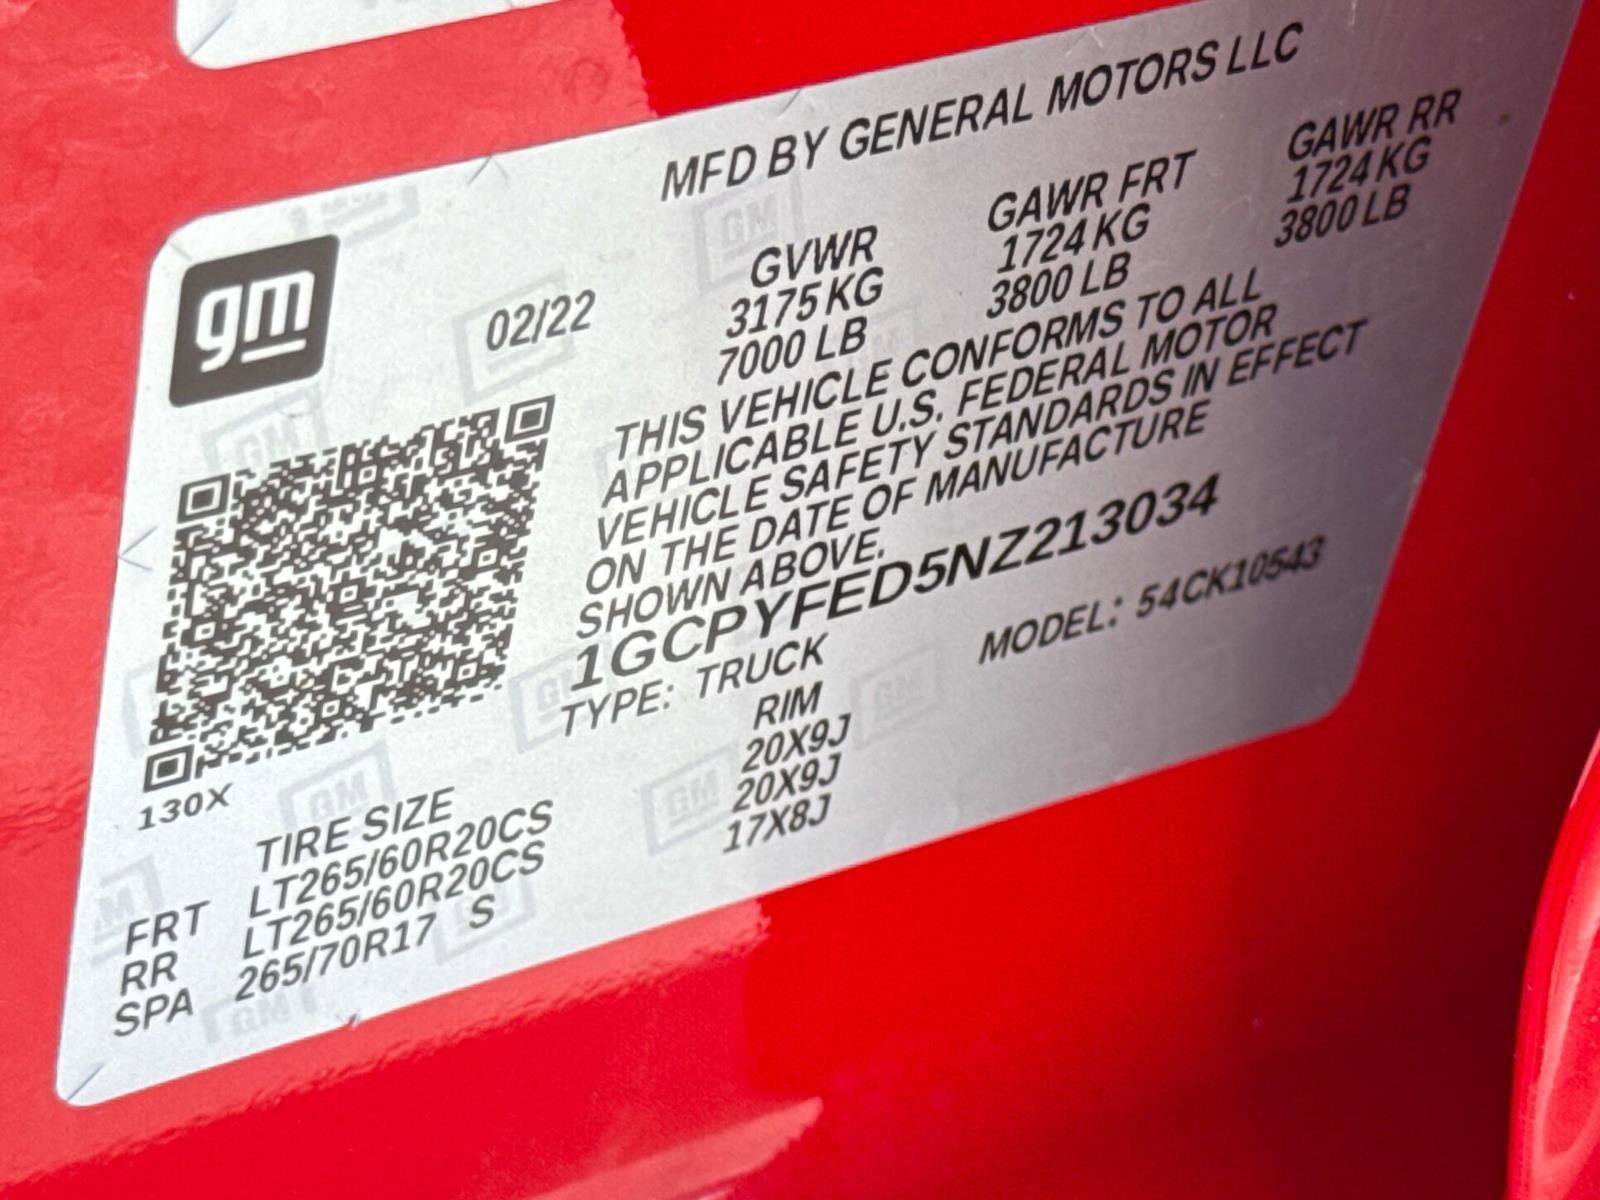 MFD BY GENERAL MOTORS LLC
gm
02/22
GVWR GAWR FRT GAWR RR
3175 KG 1724 KG 1724 KG
7000 LB 3800 LB 3800 LB
THIS VEHICLE CONFORMS TO ALL
APPLICABLE U.S. FEDERAL MOTOR
VEHICLE SAFETY STANDARDS IN EFFECT
ON THE DATE OF MANUFACTURE
SHOWN ABOVE.
1GCPYFED5NZ213034
TYPE: TRUCK MODEL: 54CK10543
130X
TIRE SIZE RIM
FRT LT265/60R20CS 20X9J
RR LT265/60R20CS 20X9J
SPA 265/70R17 S 17X8J